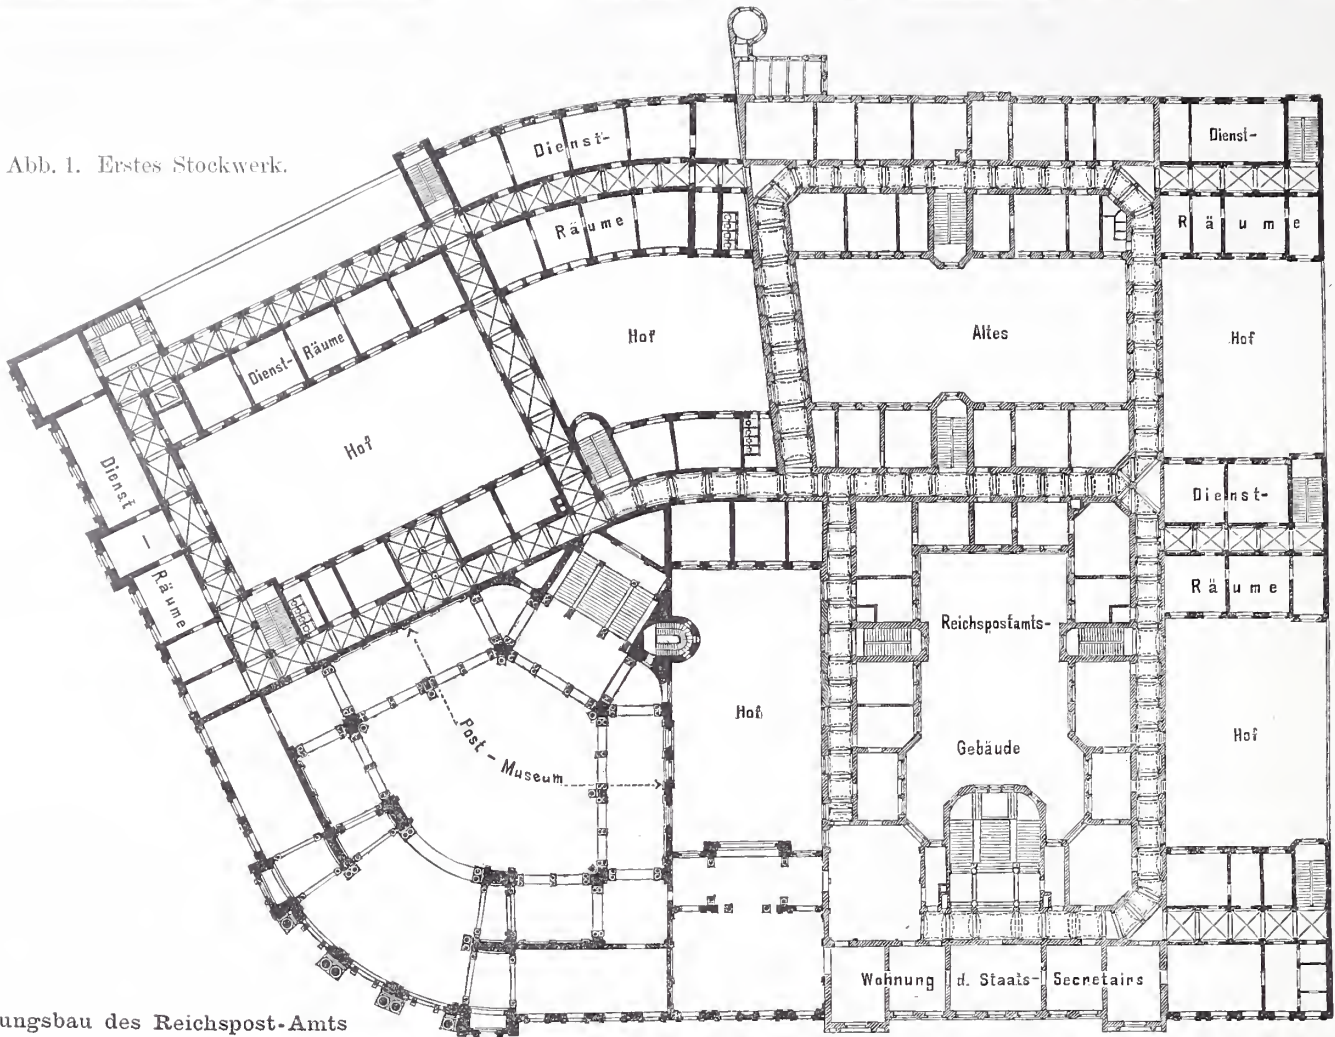 Abb. 1. Erstes Stockwerk.
Dienst-
Räume
Dienst-
Räume
Hof
Altes
Hof
Dienst- Räume
Hof
Dienst
Räume
Dienst-
Räume
Reichspostamts-
Gebäude
Post - Museum
Hof
Hof
Wohnung d. Staats- Secretairs
ungsbau des Reichspost-Amts